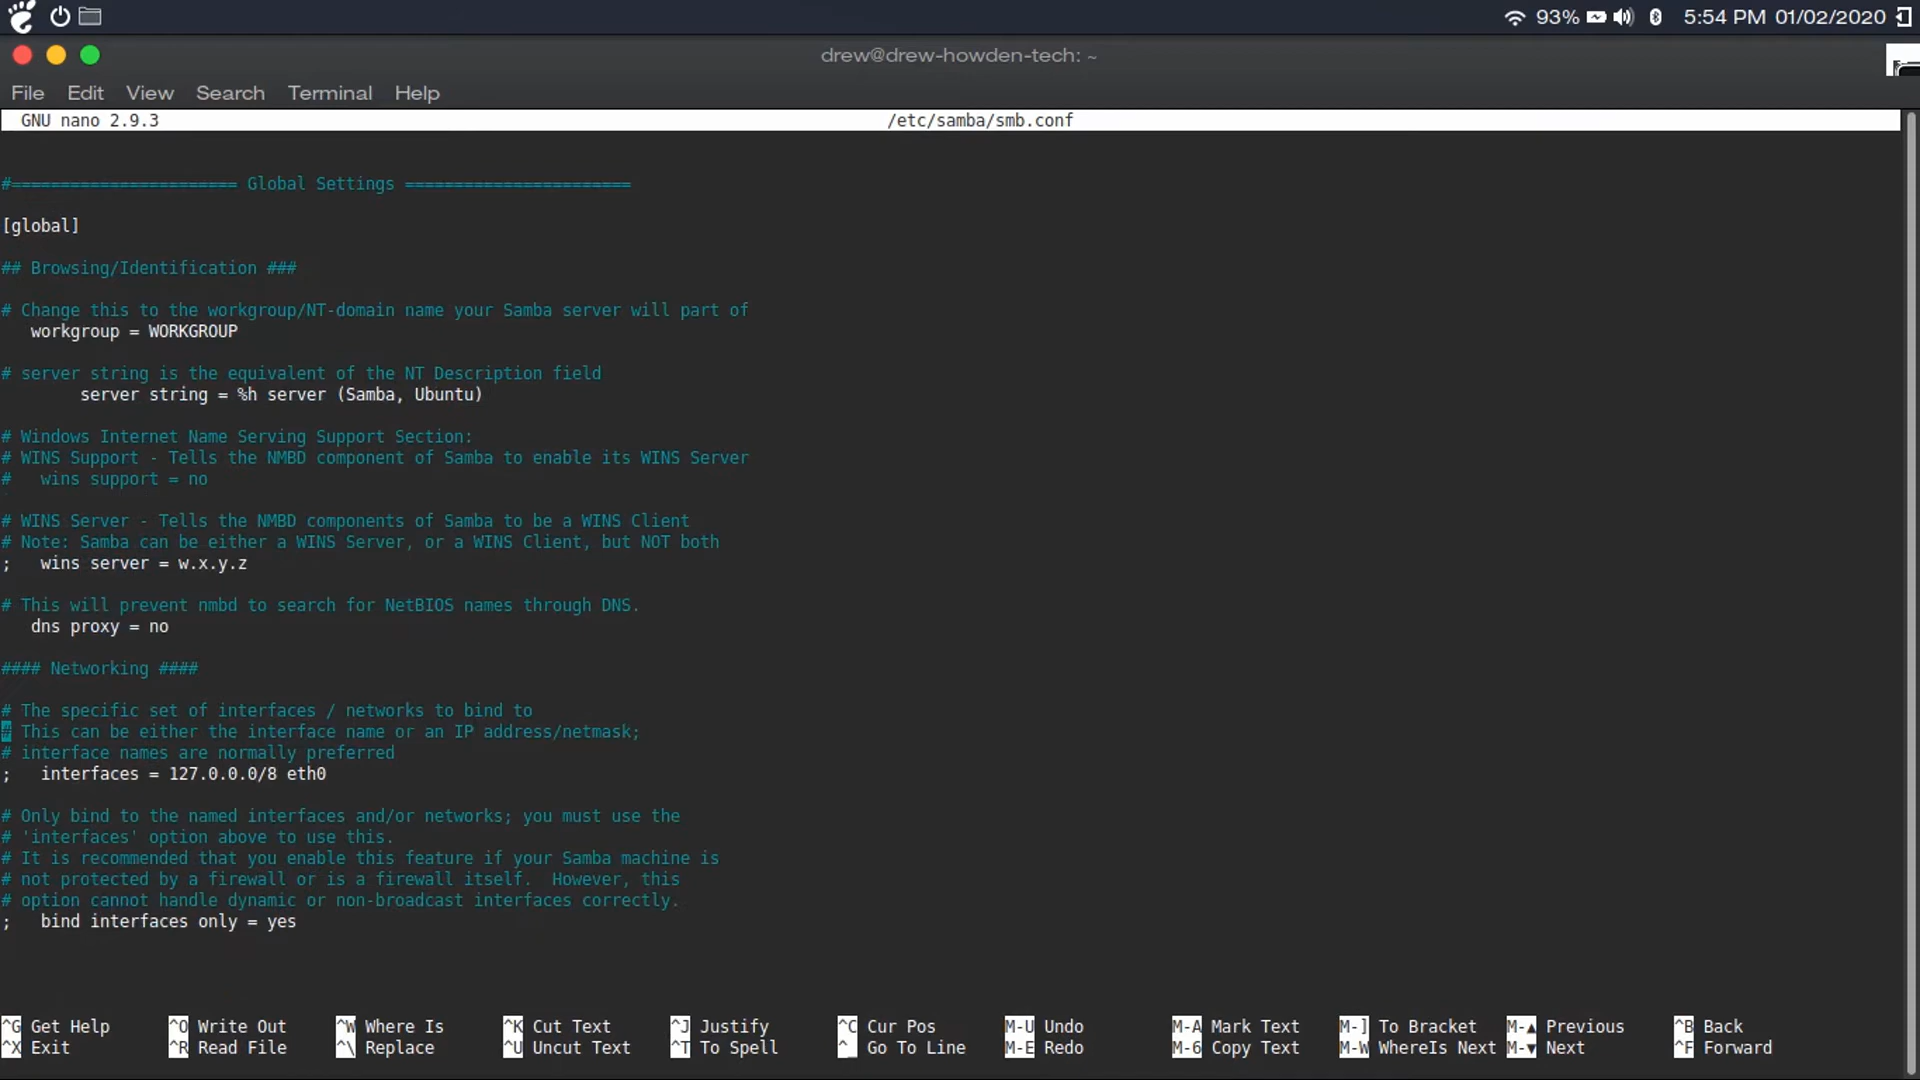 93% 5:54 PM 01/02/2020
drew@drew-howden-tech: ~
File Edit View Search Terminal Help
GNU nano 2.9.3 /etc/samba/smb.conf
#======================= Global Settings =======================
[global]
## Browsing/Identification ###
# Change this to the workgroup/NT-domain name your Samba server will part of
workgroup = WORKGROUP
# server string is the equivalent of the NT Description field
server string = %h server (Samba, Ubuntu)
# Windows Internet Name Serving Support Section:
# WINS Support - Tells the NMBD component of Samba to enable its WINS Server
#   wins support = no
# WINS Server - Tells the NMBD components of Samba to be a WINS Client
# Note: Samba can be either a WINS Server, or a WINS Client, but NOT both
;   wins server = w.x.y.z
# This will prevent nmbd to search for NetBIOS names through DNS.
dns proxy = no
#### Networking ####
# The specific set of interfaces / networks to bind to
# This can be either the interface name or an IP address/netmask;
# interface names are normally preferred
;   interfaces = 127.0.0.0/8 eth0
# Only bind to the named interfaces and/or networks; you must use the
# 'interfaces' option above to use this.
# It is recommended that you enable this feature if your Samba machine is
# not protected by a firewall or is a firewall itself.  However, this
# option cannot handle dynamic or non-broadcast interfaces correctly.
;   bind interfaces only = yes
^G Get Help ^O Write Out ^W Where Is ^K Cut Text ^J Justify ^C Cur Pos M-U Undo M-A Mark Text M-] To Bracket M-▲ Previous ^B Back
^X Exit ^R Read File ^\ Replace ^U Uncut Text ^T To Spell ^_ Go To Line M-E Redo M-6 Copy Text M-W WhereIs Next M-▼ Next ^F Forward